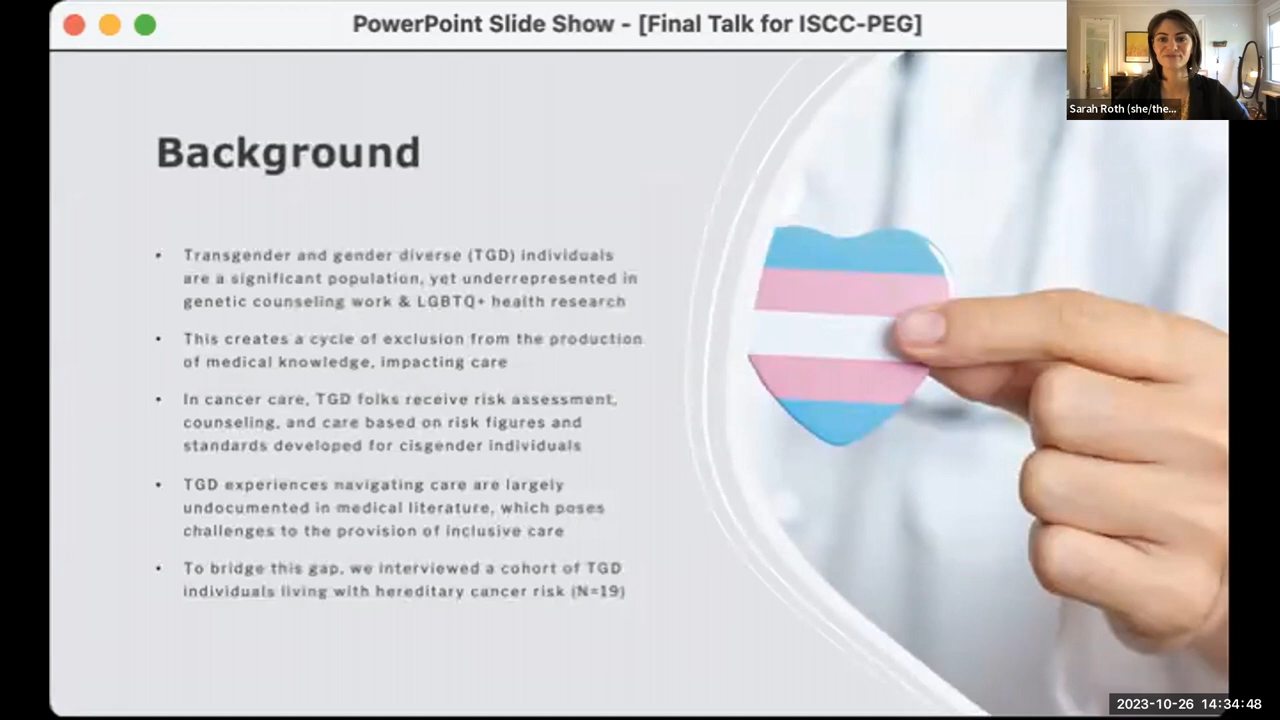 PowerPoint Slide Show - [Final Talk for ISCC-PEG]
Sarah Roth (she/the...
Background
• Transgender and gender diverse (TGD) individuals
are a significant population, yet underrepresented in
genetic counseling work & LGBTQ+ health research
• This creates a cycle of exclusion from the production
of medical knowledge, impacting care
• In cancer care, TGD folks receive risk assessment,
counseling, and care based on risk figures and
standards developed for cisgender individuals
• TGD experiences navigating care are largely
undocumented in medical literature, which poses
challenges to the provision of inclusive care
• To bridge this gap, we interviewed a cohort of TGD
individuals living with hereditary cancer risk (N=19)
2023-10-26 14:34:48